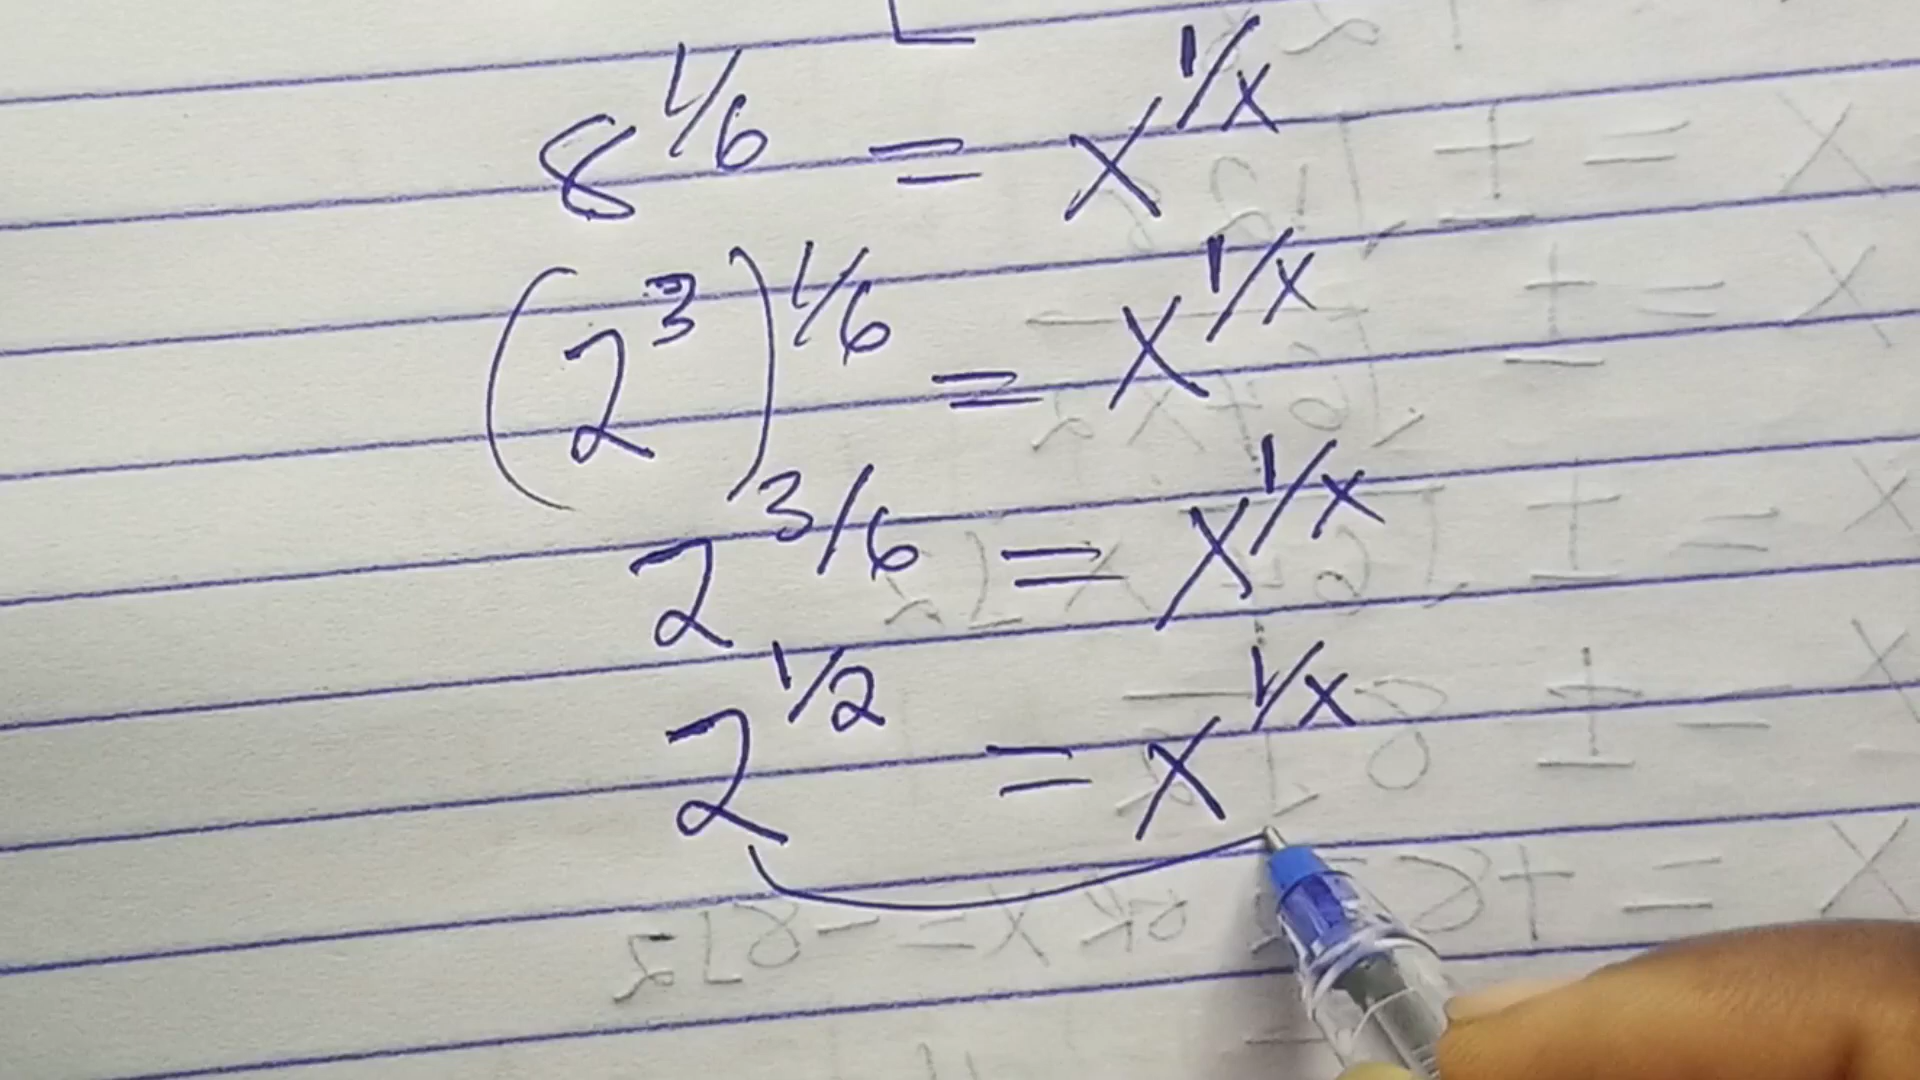 8^{1/6} = x^{1/x}
(2^3)^{1/6} = x^{1/x}
2^{3/6} = x^{1/x}
2^{1/2} = x^{1/x}